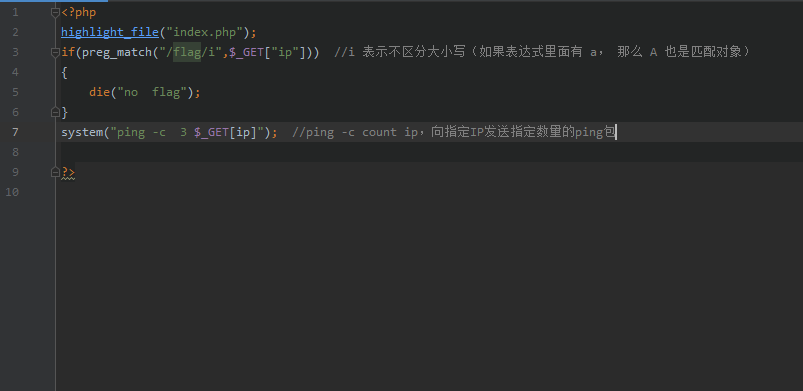 1 <?php
2 highlight_file("index.php");
3 if(preg_match("/flag/i",$_GET["ip"])) //i 表示不区分大小写（如果表达式里面有 a， 那么 A 也是匹配对象）
4 {
5 die("no flag");
6 }
7 system("ping -c 3 $_GET[ip]"); //ping -c count ip，向指定IP发送指定数量的ping包
8
9 ?>
10